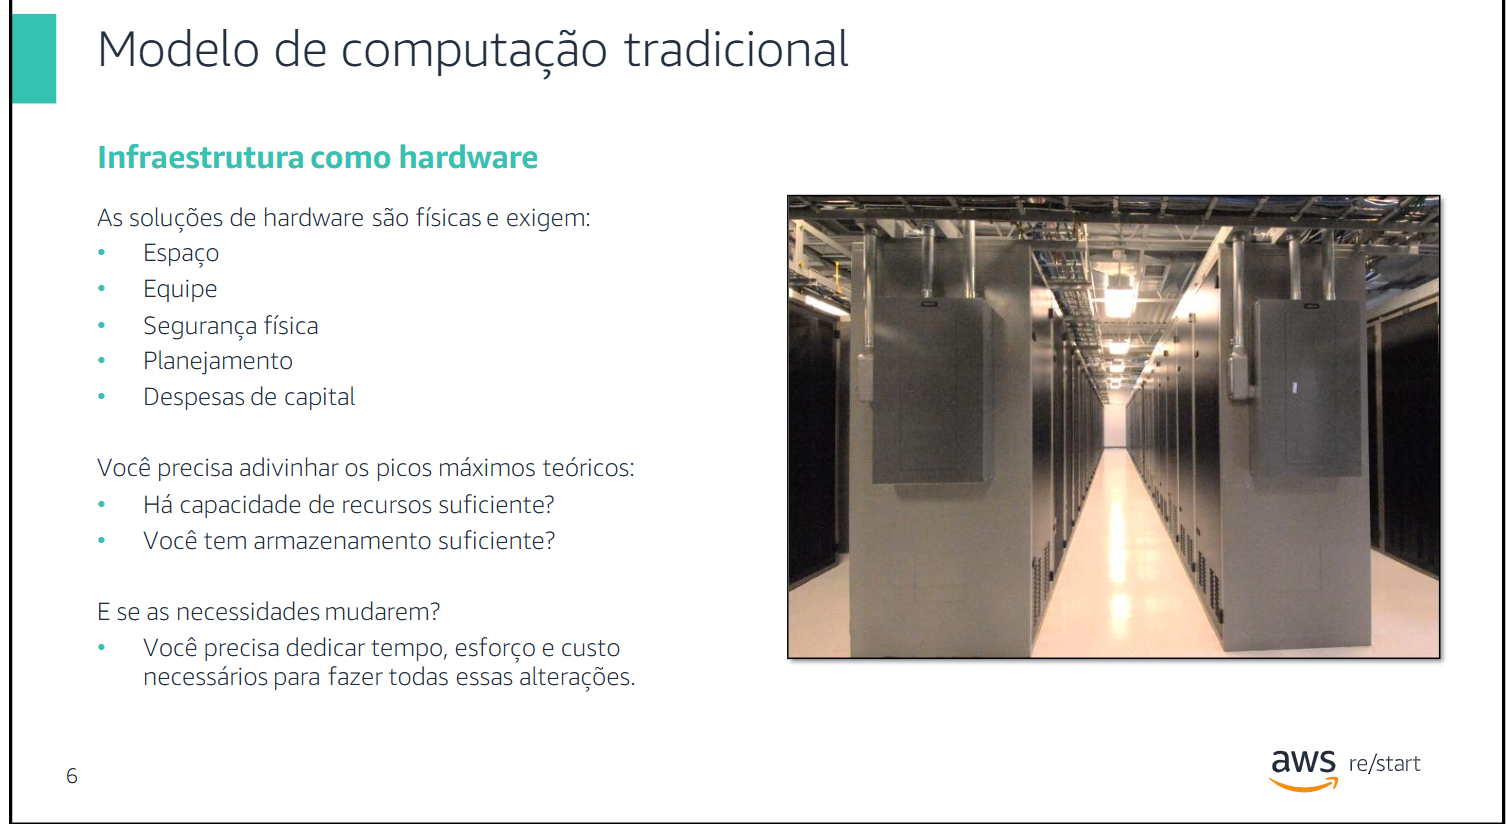 Modelo de computação tradicional
Infraestrutura como hardware
As soluções de hardware são físicas e exigem:
• Espaço
• Equipe
• Segurança física
• Planejamento
• Despesas de capital
Você precisa adivinhar os picos máximos teóricos:
• Há capacidade de recursos suficiente?
• Você tem armazenamento suficiente?
E se as necessidades mudarem?
• Você precisa dedicar tempo, esforço e custo
necessários para fazer todas essas alterações.
6
aws re/start